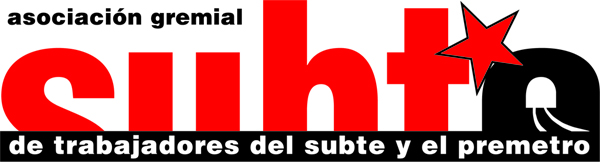 asociación gremial
subte
de trabajadores del subte y el premetro